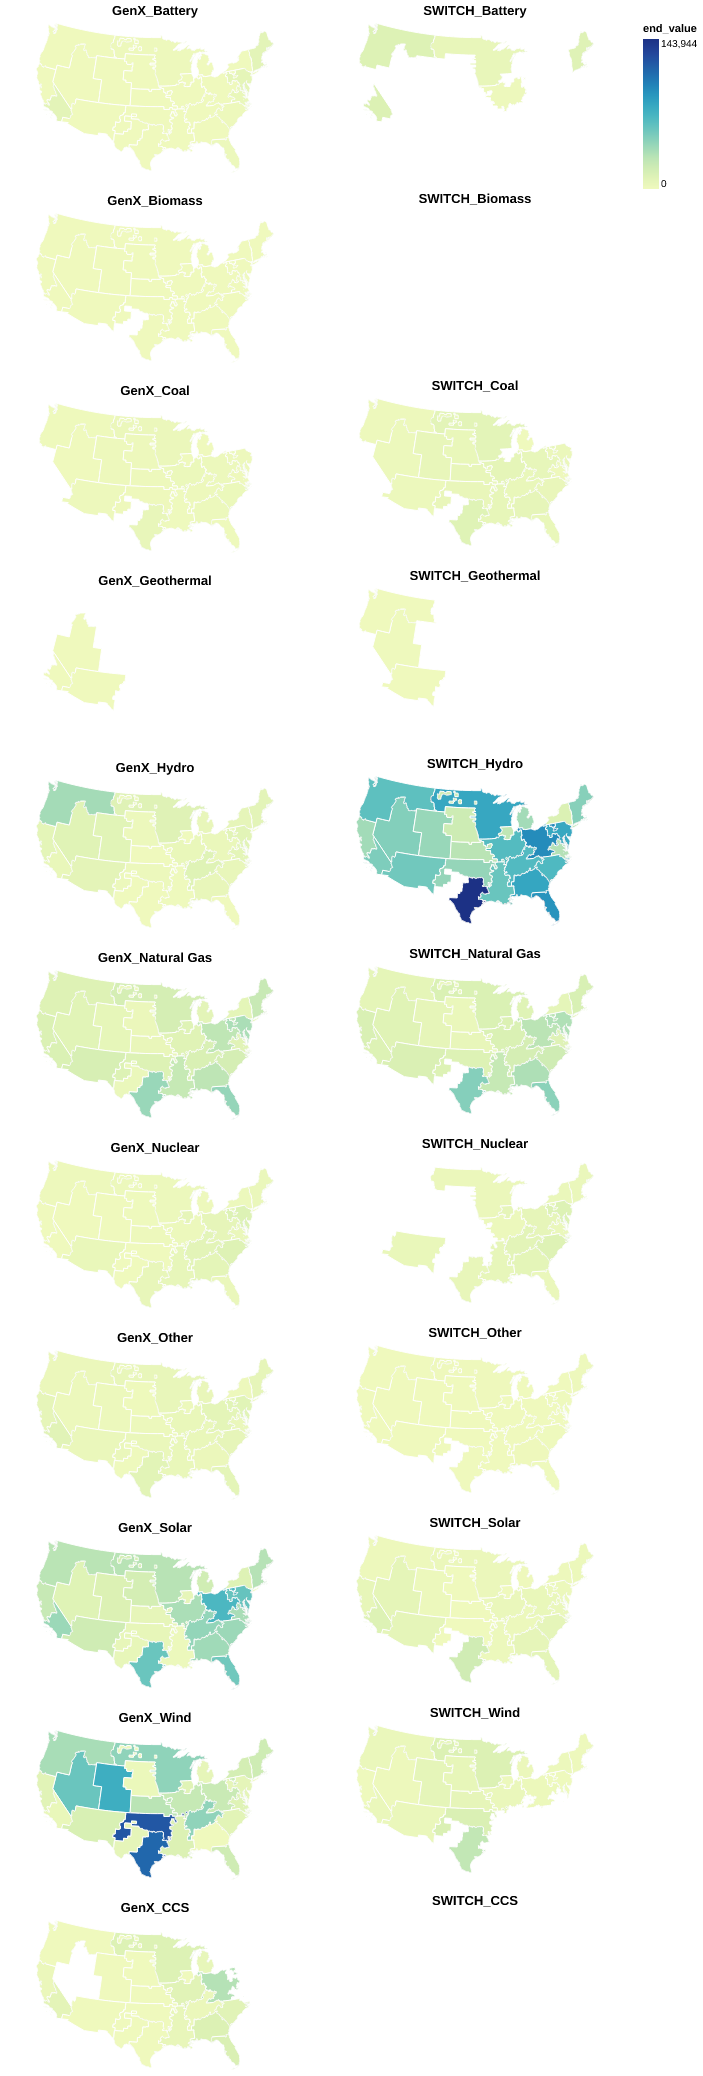 GenX_Battery
SWITCH_Battery
end_value
143,944
0
GenX_Biomass
SWITCH_Biomass
GenX_Coal
SWITCH_Coal
GenX_Geothermal
SWITCH_Geothermal
GenX_Hydro
SWITCH_Hydro
GenX_Natural Gas
SWITCH_Natural Gas
GenX_Nuclear
SWITCH_Nuclear
GenX_Other
SWITCH_Other
GenX_Solar
SWITCH_Solar
GenX_Wind
SWITCH_Wind
GenX_CCS
SWITCH_CCS